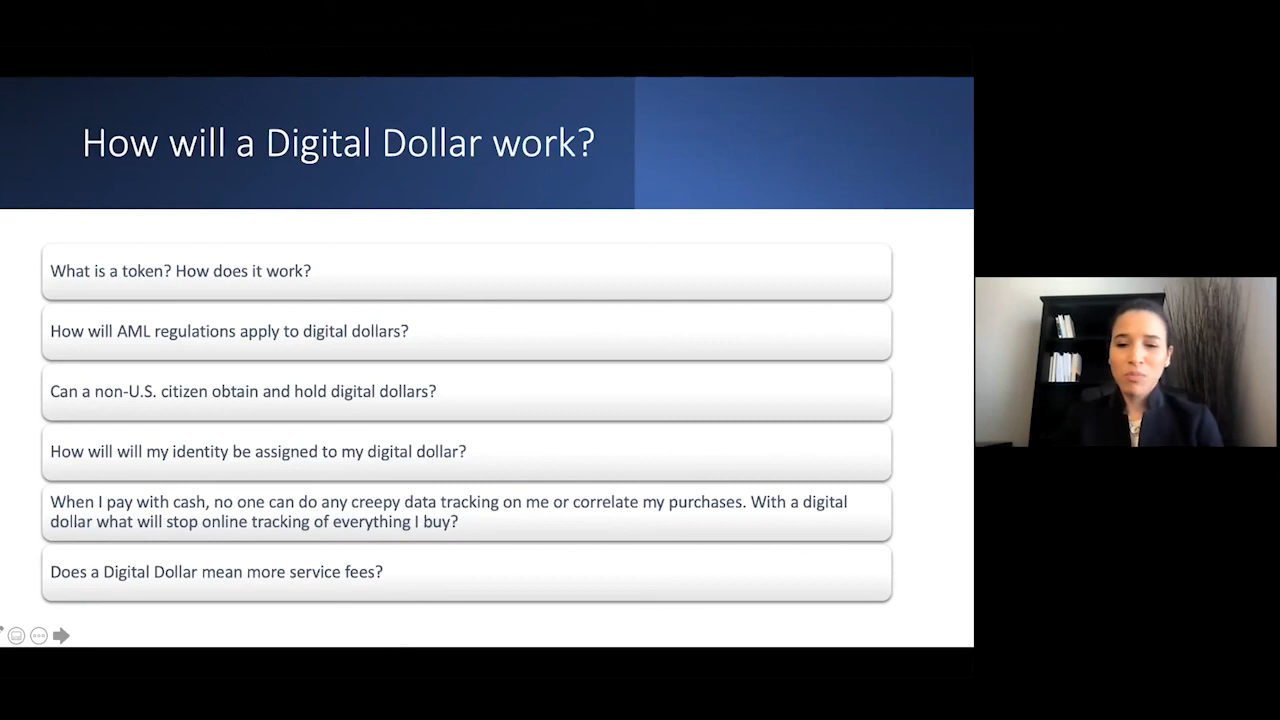 How will a Digital Dollar work?
What is a token? How does it work?
How will AML regulations apply to digital dollars?
Can a non-U.S. citizen obtain and hold digital dollars?
How will will my identity be assigned to my digital dollar?
When I pay with cash, no one can do any creepy data tracking on me or correlate my purchases. With a digital
dollar what will stop online tracking of everything I buy?
Does a Digital Dollar mean more service fees?